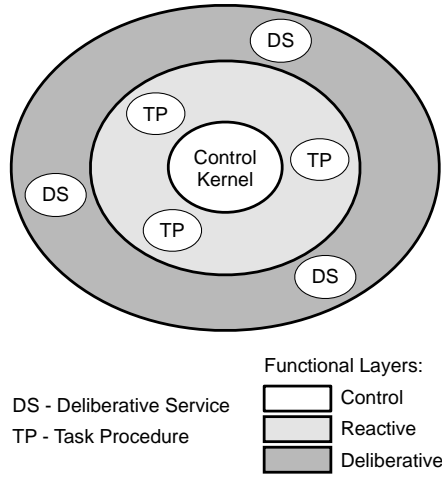 DS
TP
Control
Kernel
TP
DS
TP
DS
Functional Layers:
DS - Deliberative Service
TP - Task Procedure
Control
Reactive
Deliberative